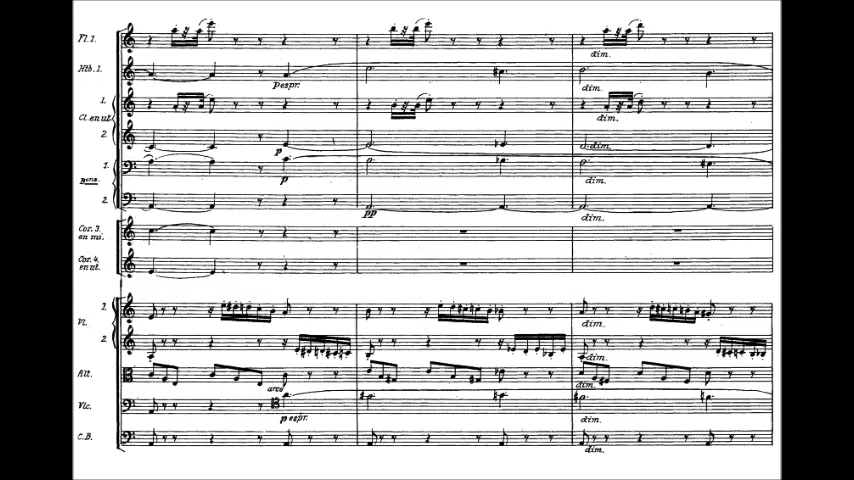 Fl. 1.
dim.
Htb. 1.
p espr.
dim.
1.
Cl. en ut
dim.
2.
p
dim.
1.
Bons.
p
dim.
2.
pp
dim.
Cor. 3.
en mi.
Cor. 4.
en ut.
1.
Vl.
dim.
2.
dim.
Alt.
dim.
arco
Vlc.
p espr.
dim.
C.B.
dim.